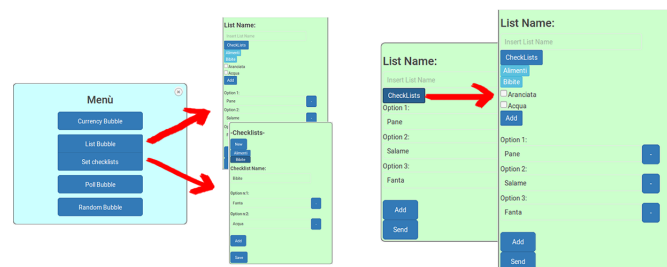 Menù
Currency Bubble
List Bubble
Set checklists
Poll Bubble
Random Bubble
List Name:
Insert List Name
CheckLists
Alimenti
Bibite
Aranciata
Acqua
Add
Option 1:
Pane
-
Option 2:
Salame
-
-Checklists-
New
Alimenti
Bibite
Checklist Name:
Bibite
Option n'1:
Fanta
Option n'2:
Acqua
Add
Save
List Name:
Insert List Name
CheckLists
Option 1:
Pane
Option 2:
Salame
Option 3:
Fanta
Add
Send
List Name:
Insert List Name
CheckLists
Alimenti
Bibite
Aranciata
Acqua
Add
Option 1:
Pane
-
Option 2:
Salame
-
Option 3:
Fanta
-
Add
Send